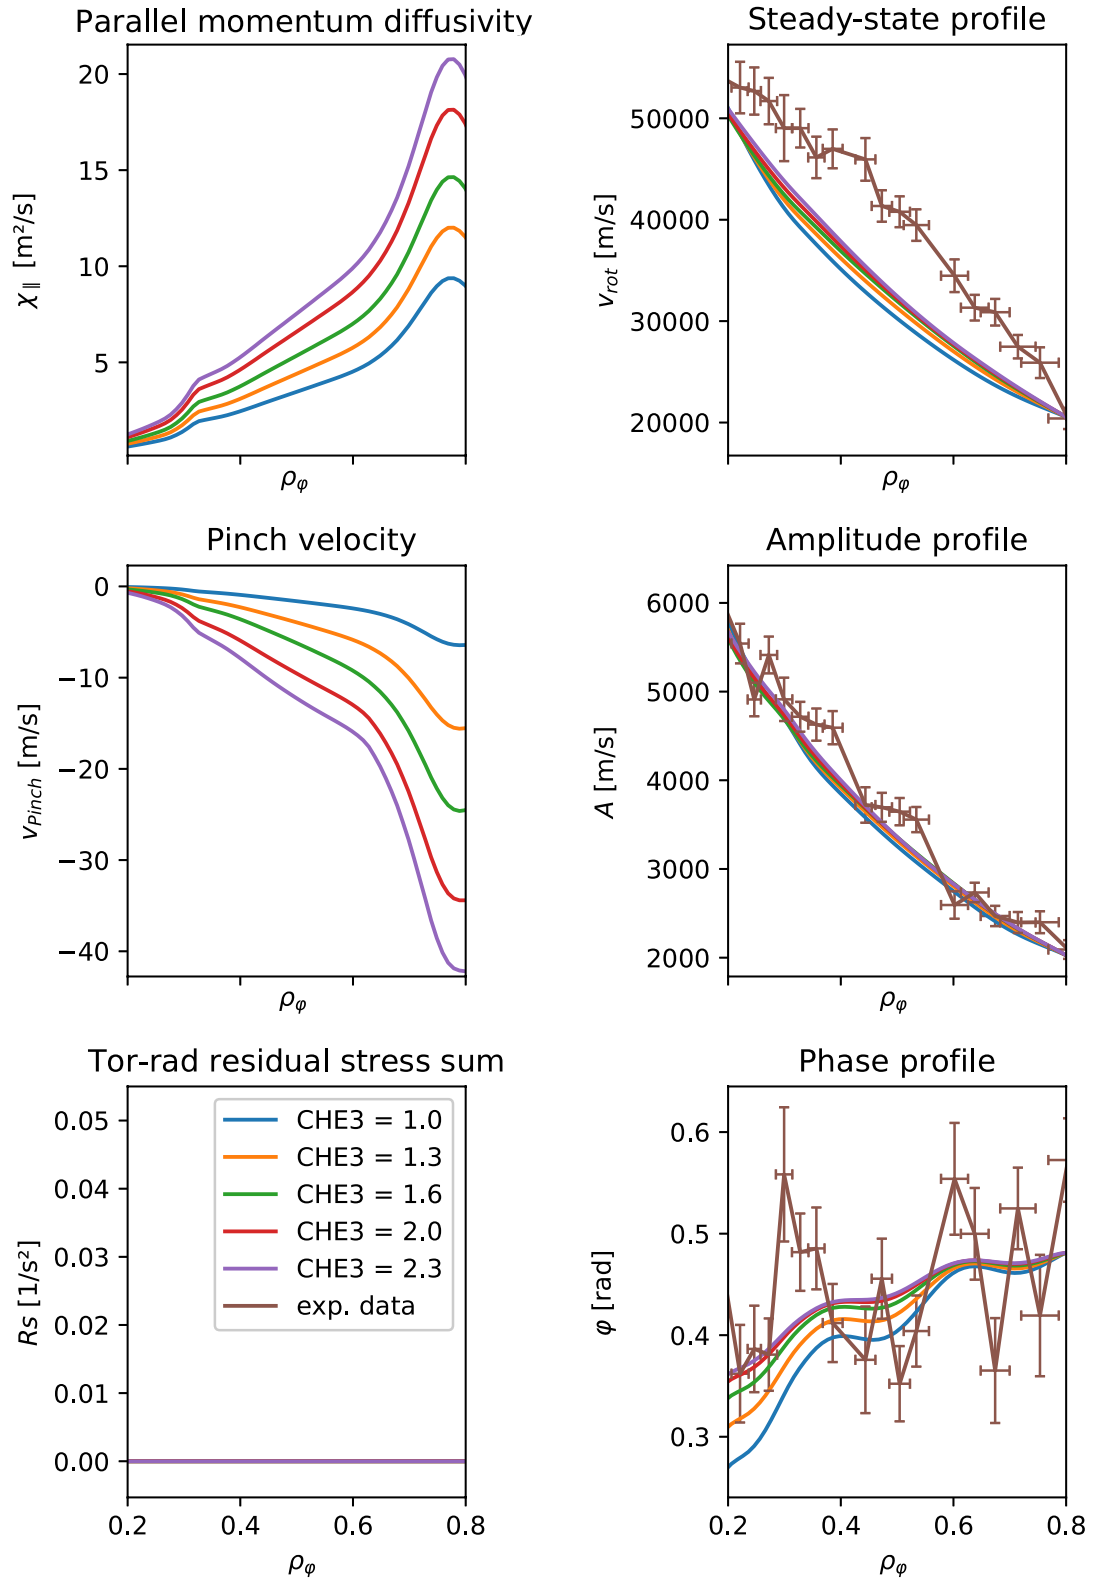 Parallel momentum diffusivity
20
15
10
5
χ∥ [m²/s]
ρφ
Steady-state profile
50000
40000
30000
20000
vrot [m/s]
ρφ
Pinch velocity
0
−10
−20
−30
−40
vPinch [m/s]
ρφ
Amplitude profile
6000
5000
4000
3000
2000
A [m/s]
ρφ
Tor-rad residual stress sum
0.05
0.04
0.03
0.02
0.01
0.00
Rs [1/s²]
CHE3 = 1.0
CHE3 = 1.3
CHE3 = 1.6
CHE3 = 2.0
CHE3 = 2.3
exp. data
0.2 0.4 0.6 0.8
ρφ
Phase profile
0.6
0.5
0.4
0.3
φ [rad]
0.2 0.4 0.6 0.8
ρφ